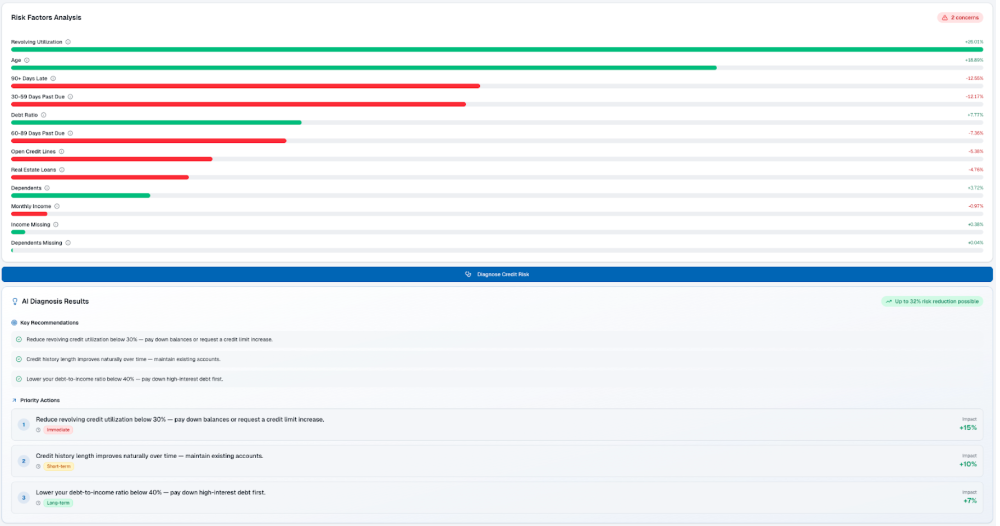 Risk Factors Analysis
2 concerns
Revolving Utilization
+26.01%
Age
+18.89%
90+ Days Late
-12.55%
30-59 Days Past Due
-12.17%
Debt Ratio
+7.77%
60-89 Days Past Due
-7.36%
Open Credit Lines
-5.38%
Real Estate Loans
-4.76%
Dependents
+3.72%
Monthly Income
-0.97%
Income Missing
+0.38%
Dependents Missing
+0.04%
Diagnose Credit Risk
AI Diagnosis Results
Up to 32% risk reduction possible
Key Recommendations
Reduce revolving credit utilization below 30% — pay down balances or request a credit limit increase.
Credit history length improves naturally over time — maintain existing accounts.
Lower your debt-to-income ratio below 40% — pay down high-interest debt first.
Priority Actions
1
Reduce revolving credit utilization below 30% — pay down balances or request a credit limit increase.
Immediate
Impact
+15%
2
Credit history length improves naturally over time — maintain existing accounts.
Short-term
Impact
+10%
3
Lower your debt-to-income ratio below 40% — pay down high-interest debt first.
Long-term
Impact
+7%